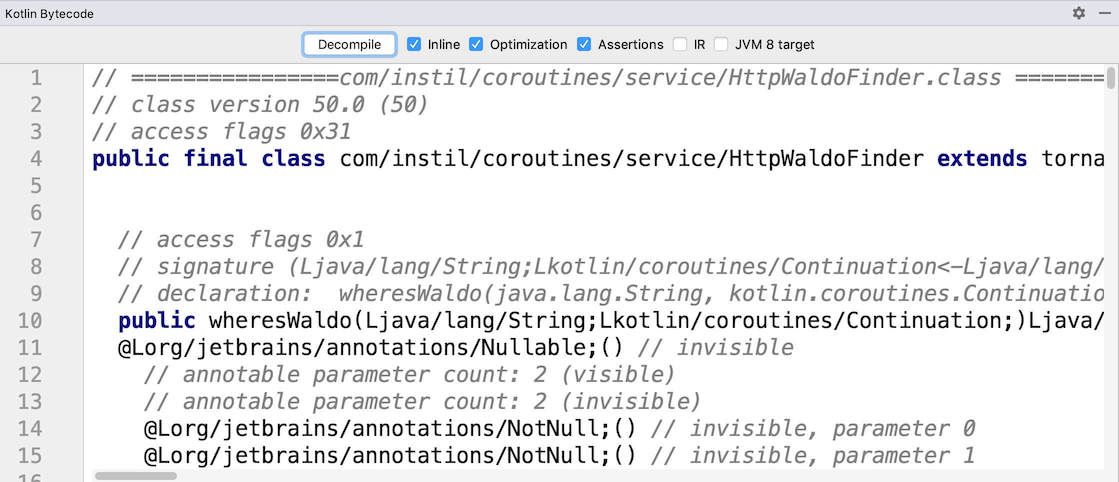 Kotlin Bytecode
Decompile Inline Optimization Assertions IR JVM 8 target
1 // ================com/instil/coroutines/service/HttpWaldoFinder.class =======
2 // class version 50.0 (50)
3 // access flags 0x31
4 public final class com/instil/coroutines/service/HttpWaldoFinder extends torna
5
6
7 // access flags 0x1
8 // signature (Ljava/lang/String;Lkotlin/coroutines/Continuation<-Ljava/lang/
9 // declaration:  wheresWaldo(java.lang.String, kotlin.coroutines.Continuatio
10 public wheresWaldo(Ljava/lang/String;Lkotlin/coroutines/Continuation;)Ljava/
11 @Lorg/jetbrains/annotations/Nullable;() // invisible
12 // annotable parameter count: 2 (visible)
13 // annotable parameter count: 2 (invisible)
14 @Lorg/jetbrains/annotations/NotNull;() // invisible, parameter 0
15 @Lorg/jetbrains/annotations/NotNull;() // invisible, parameter 1
16